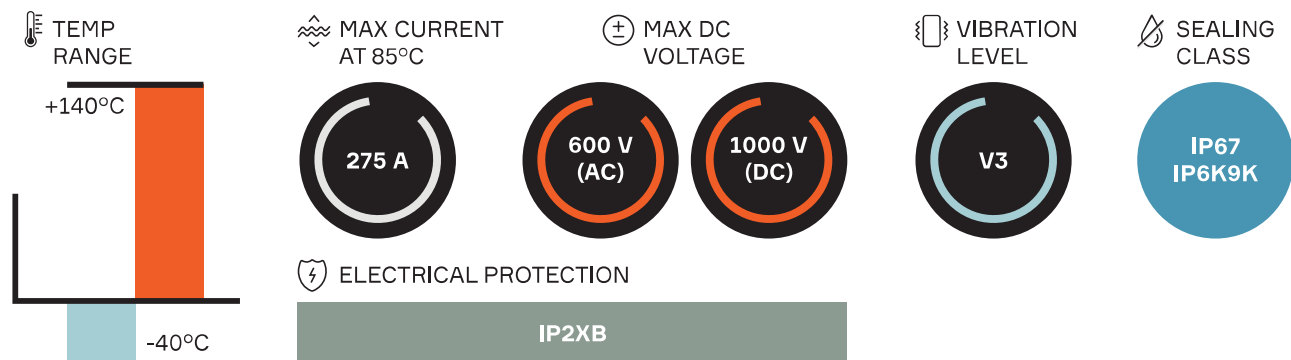 TEMP
RANGE
+140°C
-40°C
MAX CURRENT
AT 85°C
275 A
MAX DC
VOLTAGE
600 V
(AC)
1000 V
(DC)
VIBRATION
LEVEL
V3
SEALING
CLASS
IP67
IP6K9K
ELECTRICAL PROTECTION
IP2XB